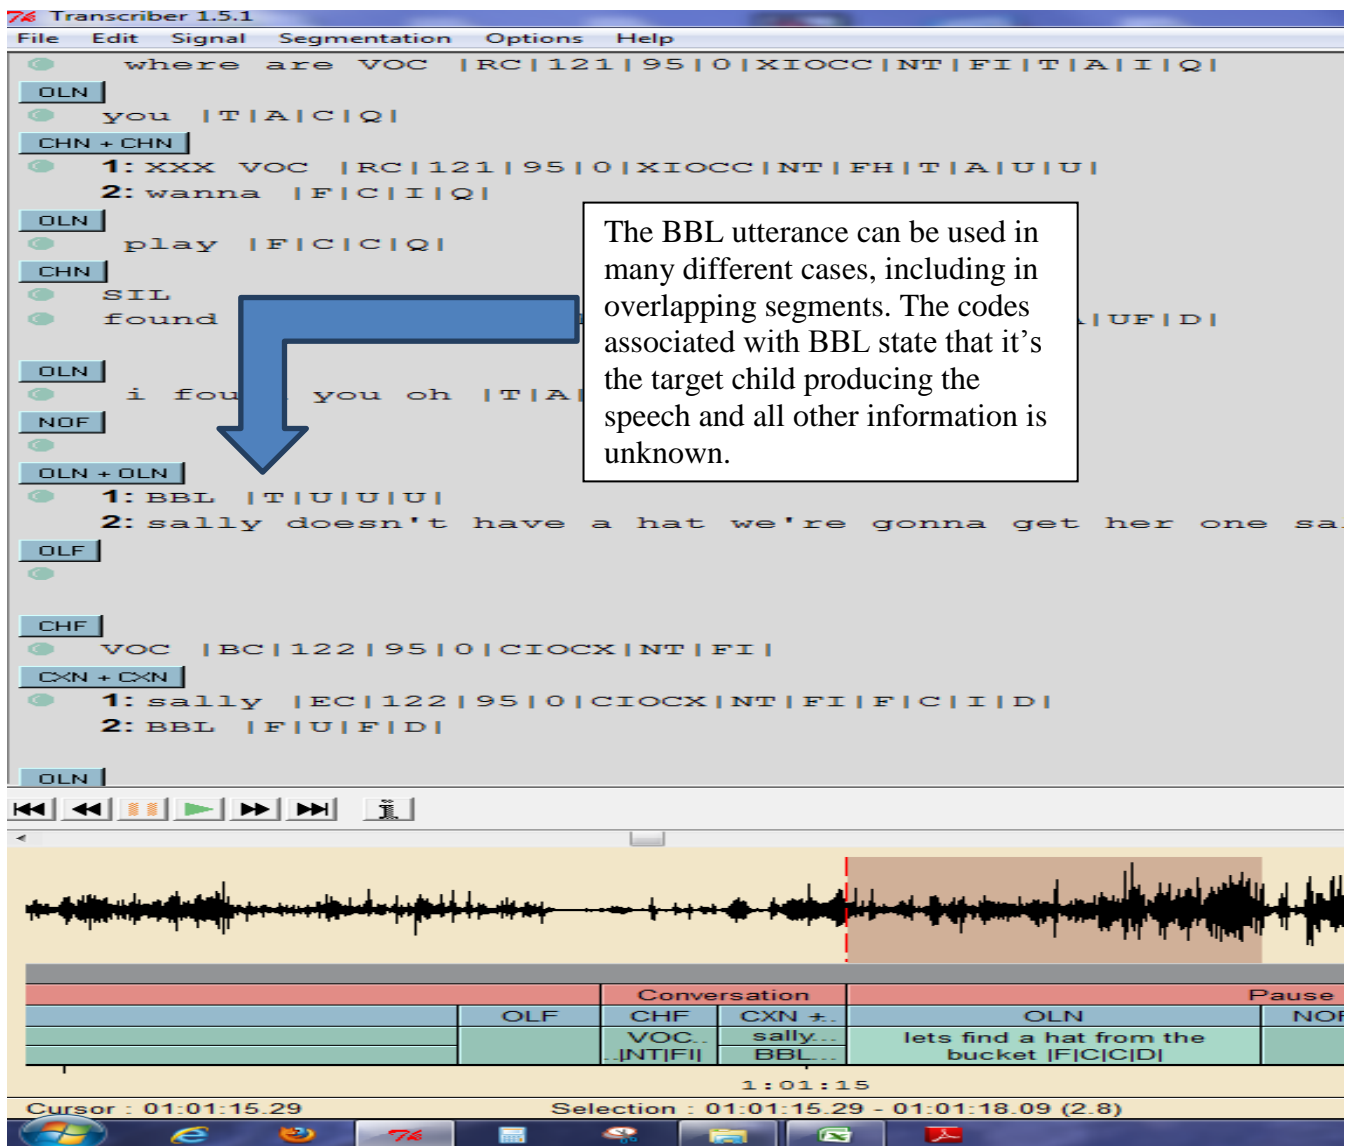 Transcriber 1.5.1
File Edit Signal Segmentation Options Help
where are VOC |RC|121|95|0|XIOCC|NT|FI|T|A|I|Q|
OLN
you |T|A|C|Q|
CHN + CHN
1: XXX VOC |RC|121|95|0|XIOCC|NT|FH|T|A|U|U|
2: wanna |F|C|I|Q|
OLN
play |F|C|C|Q|
CHN
SIL
found |UF|D|
OLN
i you oh |T|A|
NOF
OLN + OLN
1: BBL |T|U|U|U|
2: sally doesn't have a hat we're gonna get her one
OLF
CHF
VOC |BC|122|95|0|CIOCX|NT|FI|
CXN + CXN
1: sally |EC|122|95|0|CIOCX|NT|FI|F|C|I|D|
2: BBL |F|U|F|D|
OLN
The BBL utterance can be used in
many different cases, including in
overlapping segments. The codes
associated with BBL state that it's
the target child producing the
speech and all other information is
unknown.
i
Conversation Pause
OLF CHF CXN +.. OLN NOF
VOC.. sally... lets find a hat from the
..|NT|FI| BBL... bucket |F|C|C|D|
1:01:15
Cursor : 01:01:15.29 Selection : 01:01:15.29 - 01:01:18.09 (2.8)